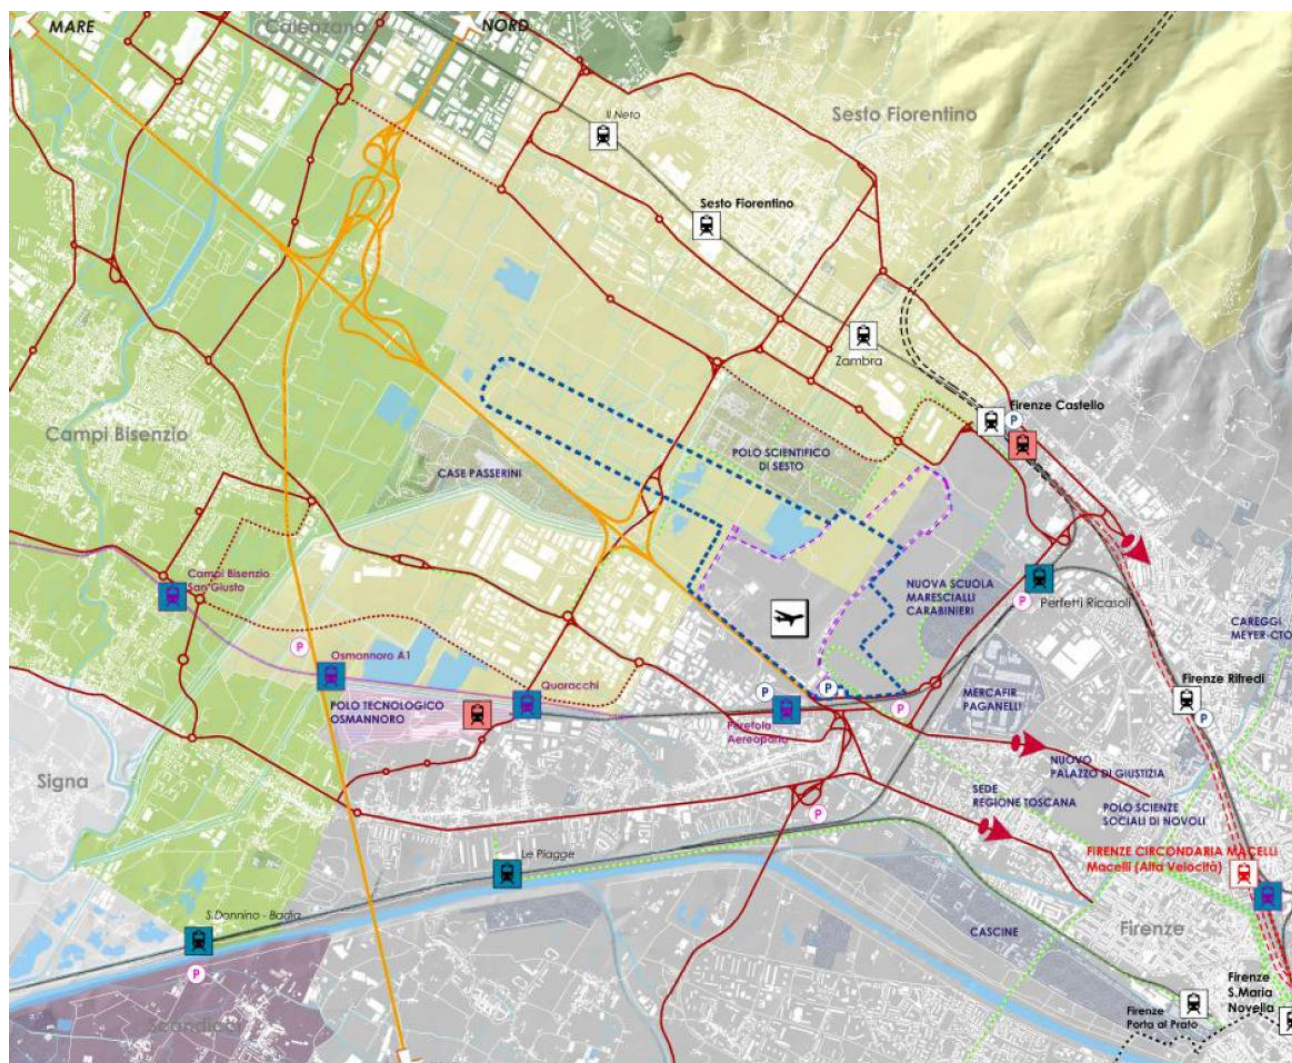 MARE
Calenzano
NORD
Il Neto
Sesto Fiorentino
Sesto Fiorentino
Zambra
Firenze Castello
P
Campi Bisenzio
CASE PASSERINI
POLO SCIENTIFICO
DI SESTO
Campi Bisenzio
San Giusto
NUOVA SCUOLA
MARESCIALLI
CARABINIERI
P
Perfetti Ricasoli
CAREGGI
MEYER-CTO
P
Osmannoro A1
Quaracchi
POLO TECNOLOGICO
OSMANNORO
P
P
P
Peretola
Aereoporto
MERCAFIR
PAGANELLI
Firenze Rifredi
P
Signa
NUOVO
PALAZZO DI GIUSTIZIA
SEDE
REGIONE TOSCANA
POLO SCIENZE
SOCIALI DI NOVOLI
P
Le Piagge
FIRENZE CIRCONDARIA MACELLI
Macelli (Alta Velocità)
S.Donnino - Badia
P
CASCINE
Firenze
Firenze
S.Maria
Novella
Firenze
Porta al Prato
Scandicci